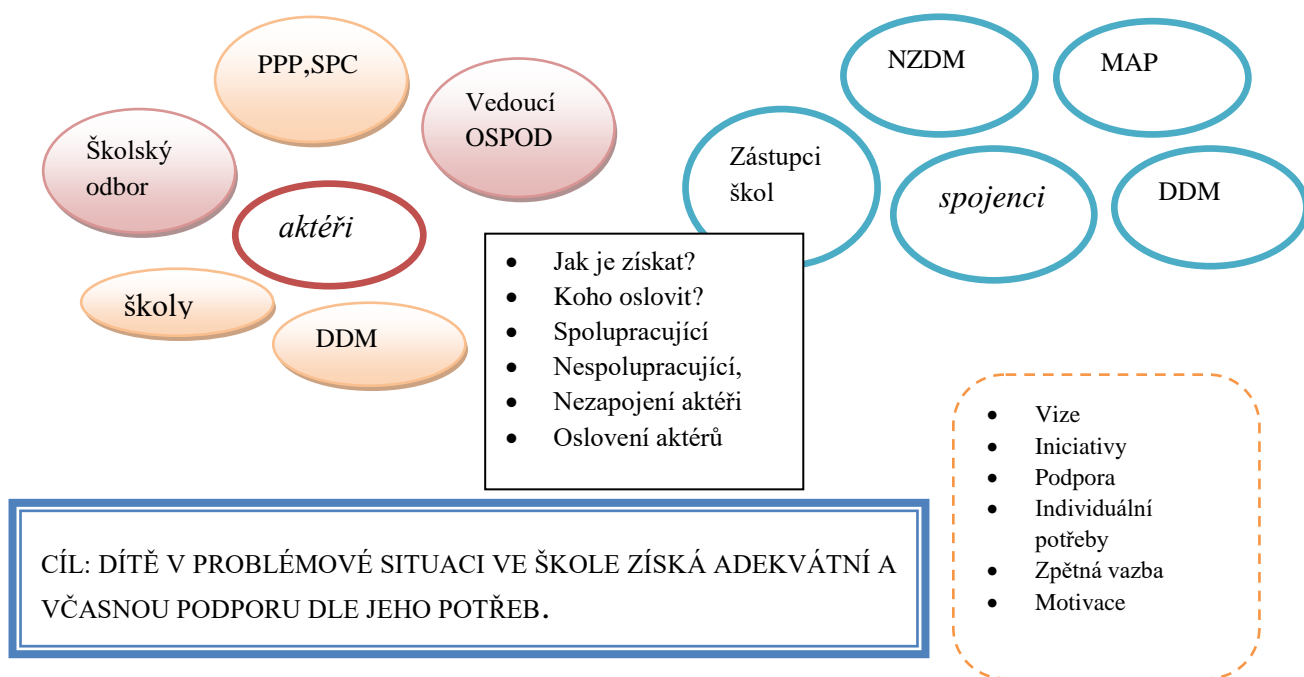 PPP,SPC
Vedoucí
OSPOD
Školský
odbor
aktéři
školy
DDM
NZDM
MAP
Zástupci
škol
spojenci
DDM
• Jak je získat?
• Koho oslovit?
• Spolupracující
• Nespolupracující,
• Nezapojení aktéři
• Oslovení aktérů
• Vize
• Iniciativy
• Podpora
• Individuální
potřeby
• Zpětná vazba
• Motivace
CÍL: DÍTĚ V PROBLÉMOVÉ SITUACI VE ŠKOLE ZÍSKÁ ADEKVÁTNÍ A
VČASNOU PODPORU DLE JEHO POTŘEB.